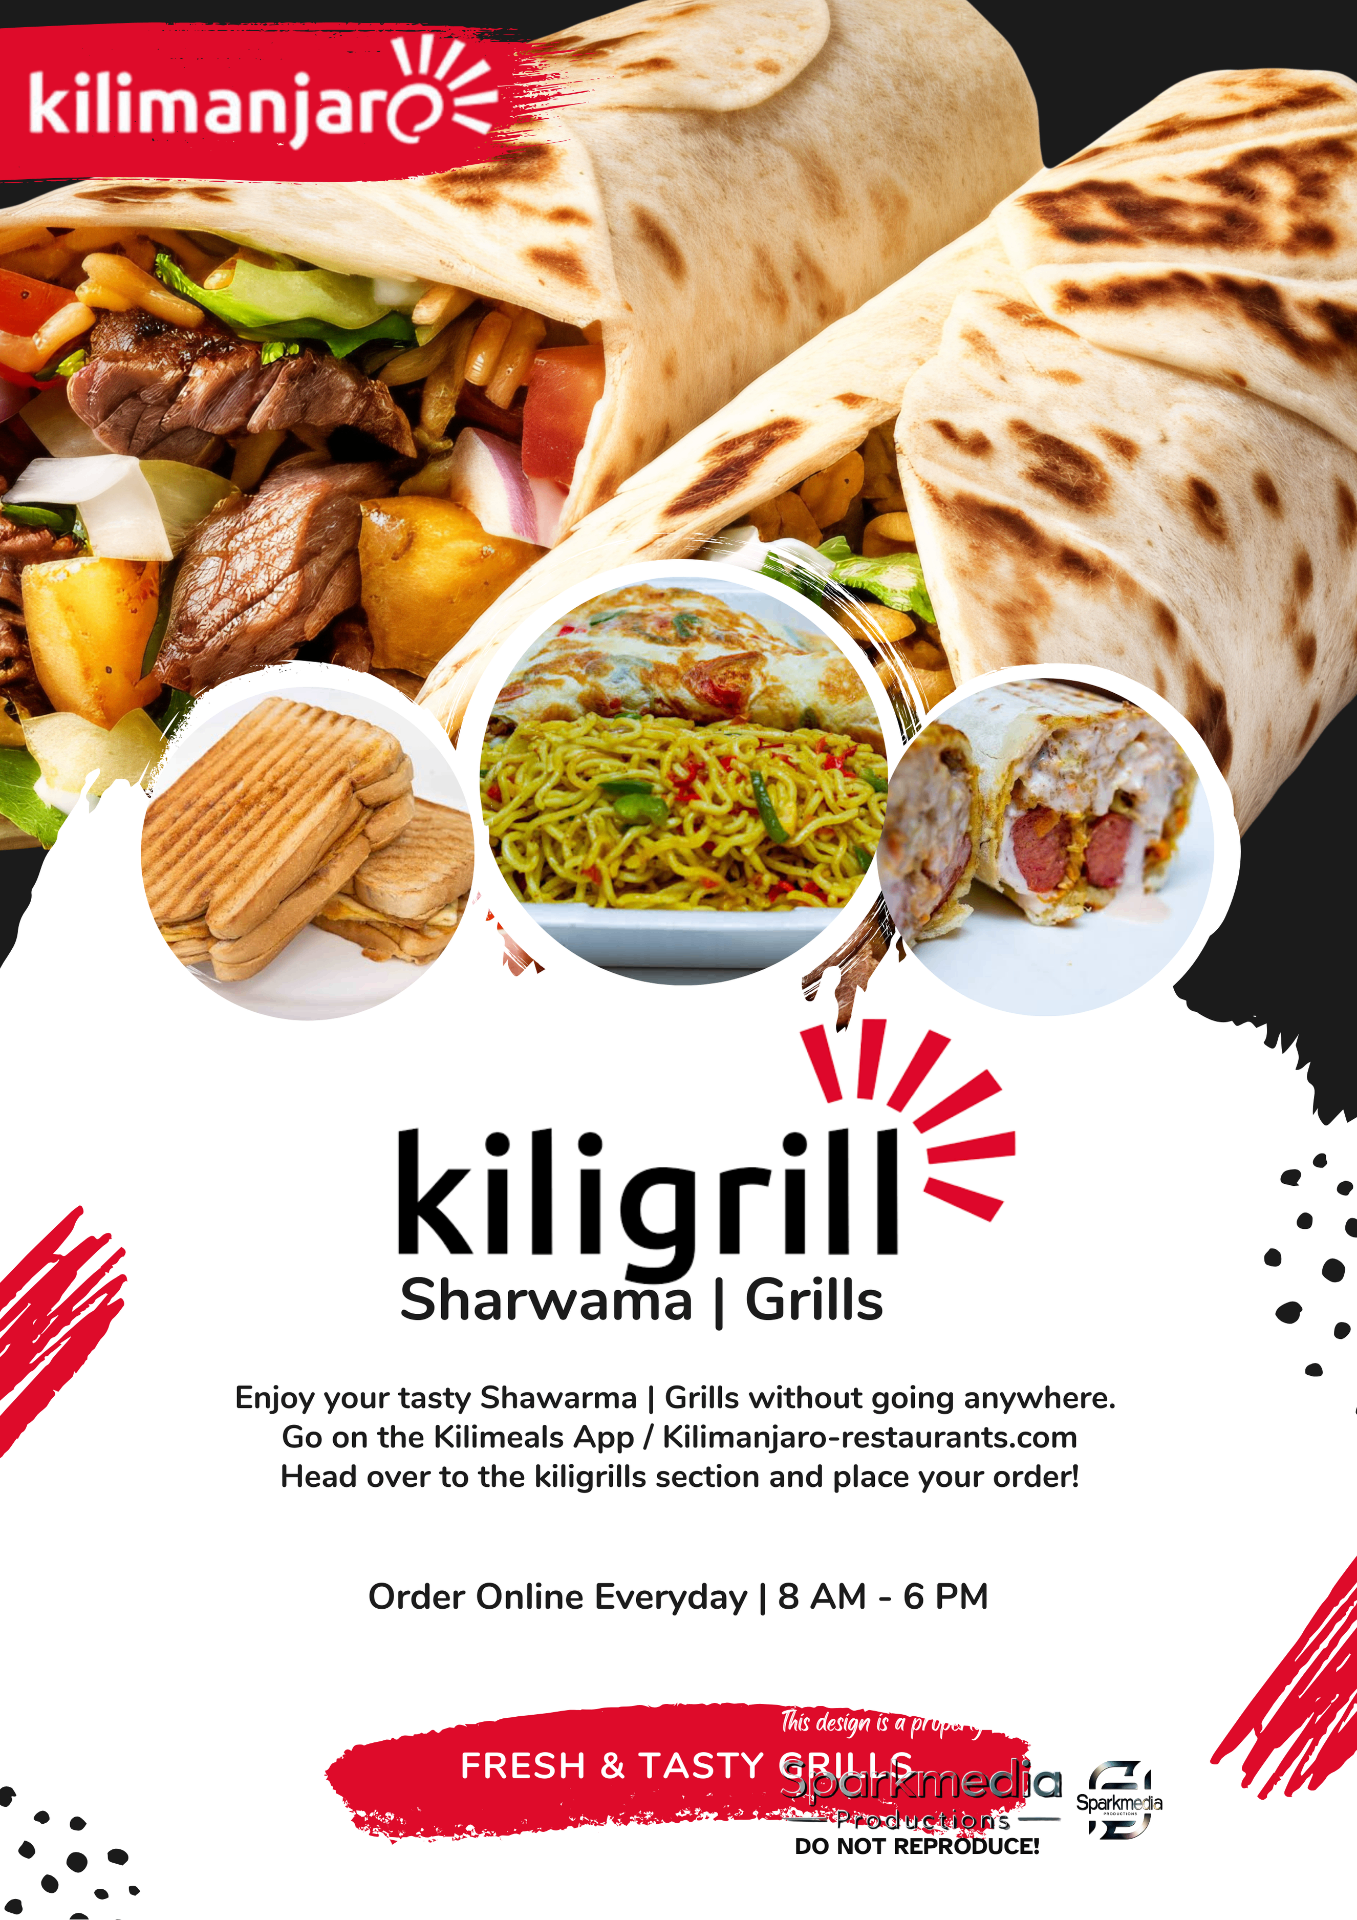 kilimanjaro
kiligrill
Sharwama | Grills
Enjoy your tasty Shawarma | Grills without going anywhere.
Go on the Kilimeals App / Kilimanjaro-restaurants.com
Head over to the kiligrills section and place your order!
Order Online Everyday | 8 AM - 6 PM
This design is a property
FRESH & TASTY GRILLS
Sparkmedia
Productions
DO NOT REPRODUCE!
Sparkmedia
PRODUCTIONS